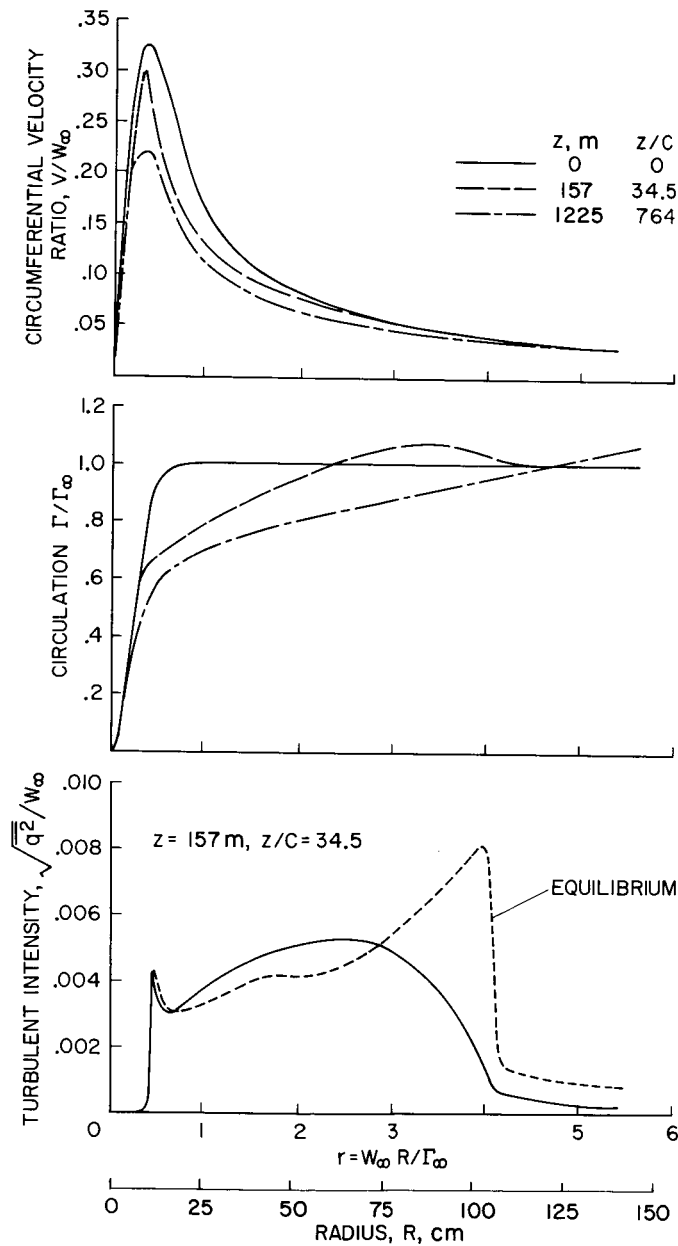 CIRCUMFERENTIAL VELOCITY
RATIO, V/W∞
.35
.30
.25
.20
.15
.10
.05
z, m z/C
0 0
157 34.5
1225 764
CIRCULATION Γ/Γ∞
1.2
1.0
.8
.6
.4
.2
TURBULENT INTENSITY, √q²/W∞
.010
.008
.006
.004
.002
0
z = 157 m, z/C = 34.5
EQUILIBRIUM
1 2 3 5 6
r = W∞ R/Γ∞
0 25 50 75 100 125 150
RADIUS, R, cm